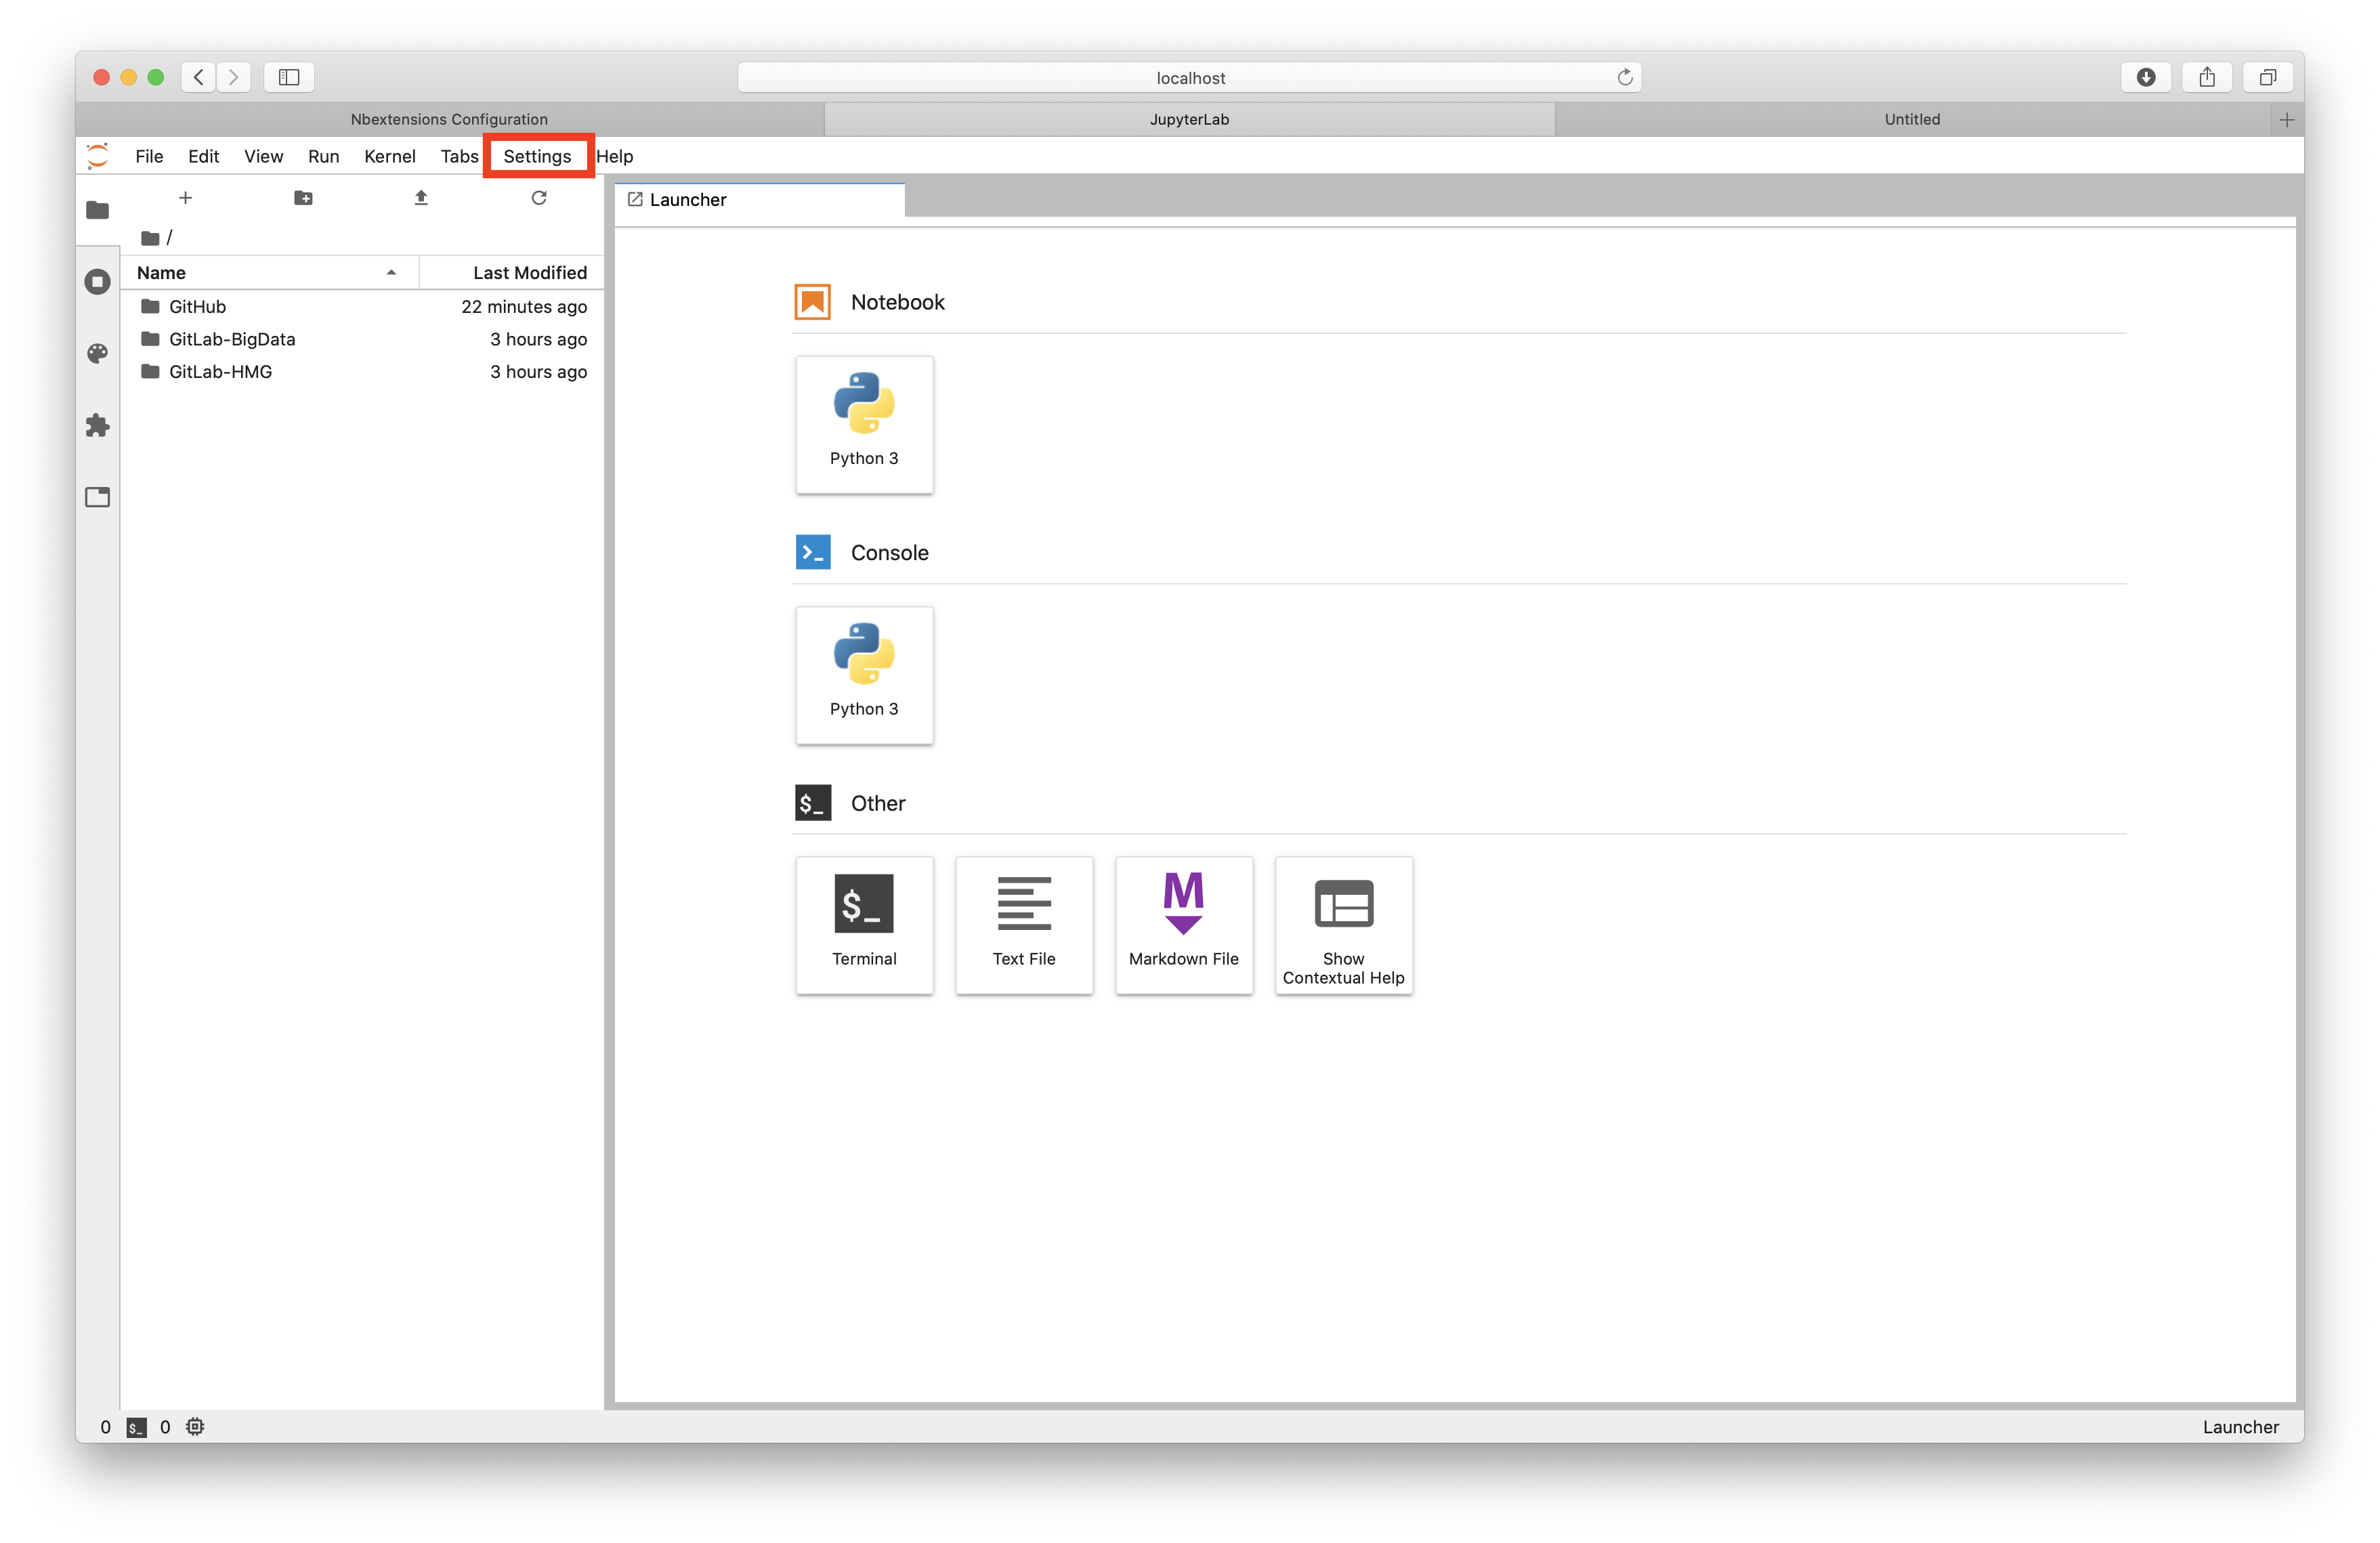 localhost
Nbextensions Configuration JupyterLab Untitled
File Edit View Run Kernel Tabs Settings Help
Launcher
/
Name Last Modified
GitHub 22 minutes ago
GitLab-BigData 3 hours ago
GitLab-HMG 3 hours ago
Notebook
Python 3
>_ Console
Python 3
$_ Other
$_
M
Terminal Text File Markdown File Show
Contextual Help
0 $_ 0 Launcher